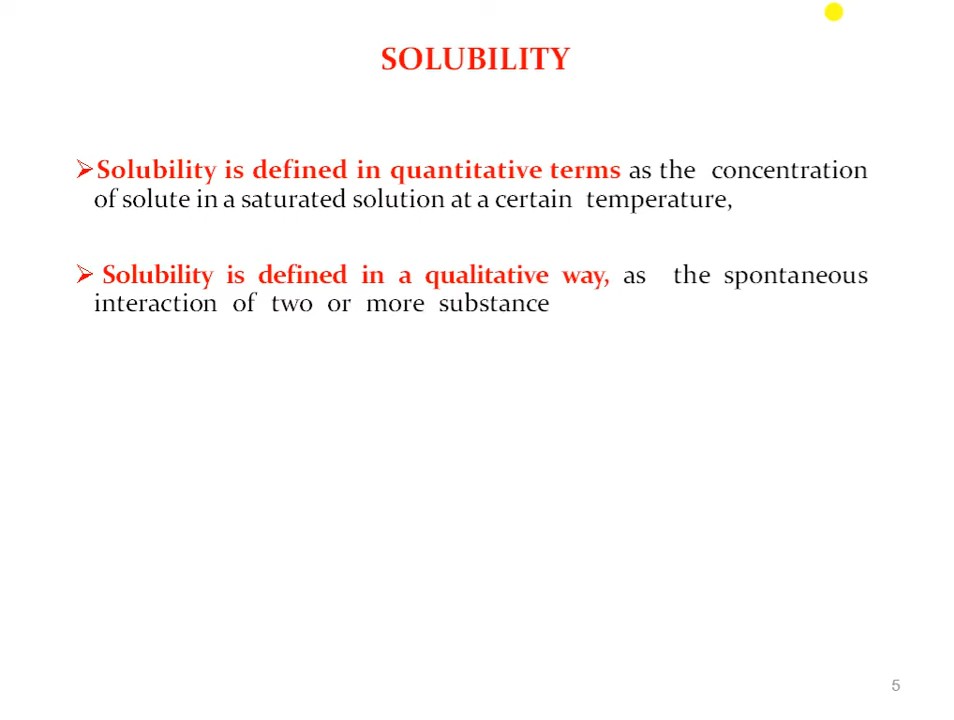 SOLUBILITY
➢Solubility is defined in quantitative terms as the concentration
of solute in a saturated solution at a certain temperature,
➢ Solubility is defined in a qualitative way, as the spontaneous
interaction of two or more substance
5